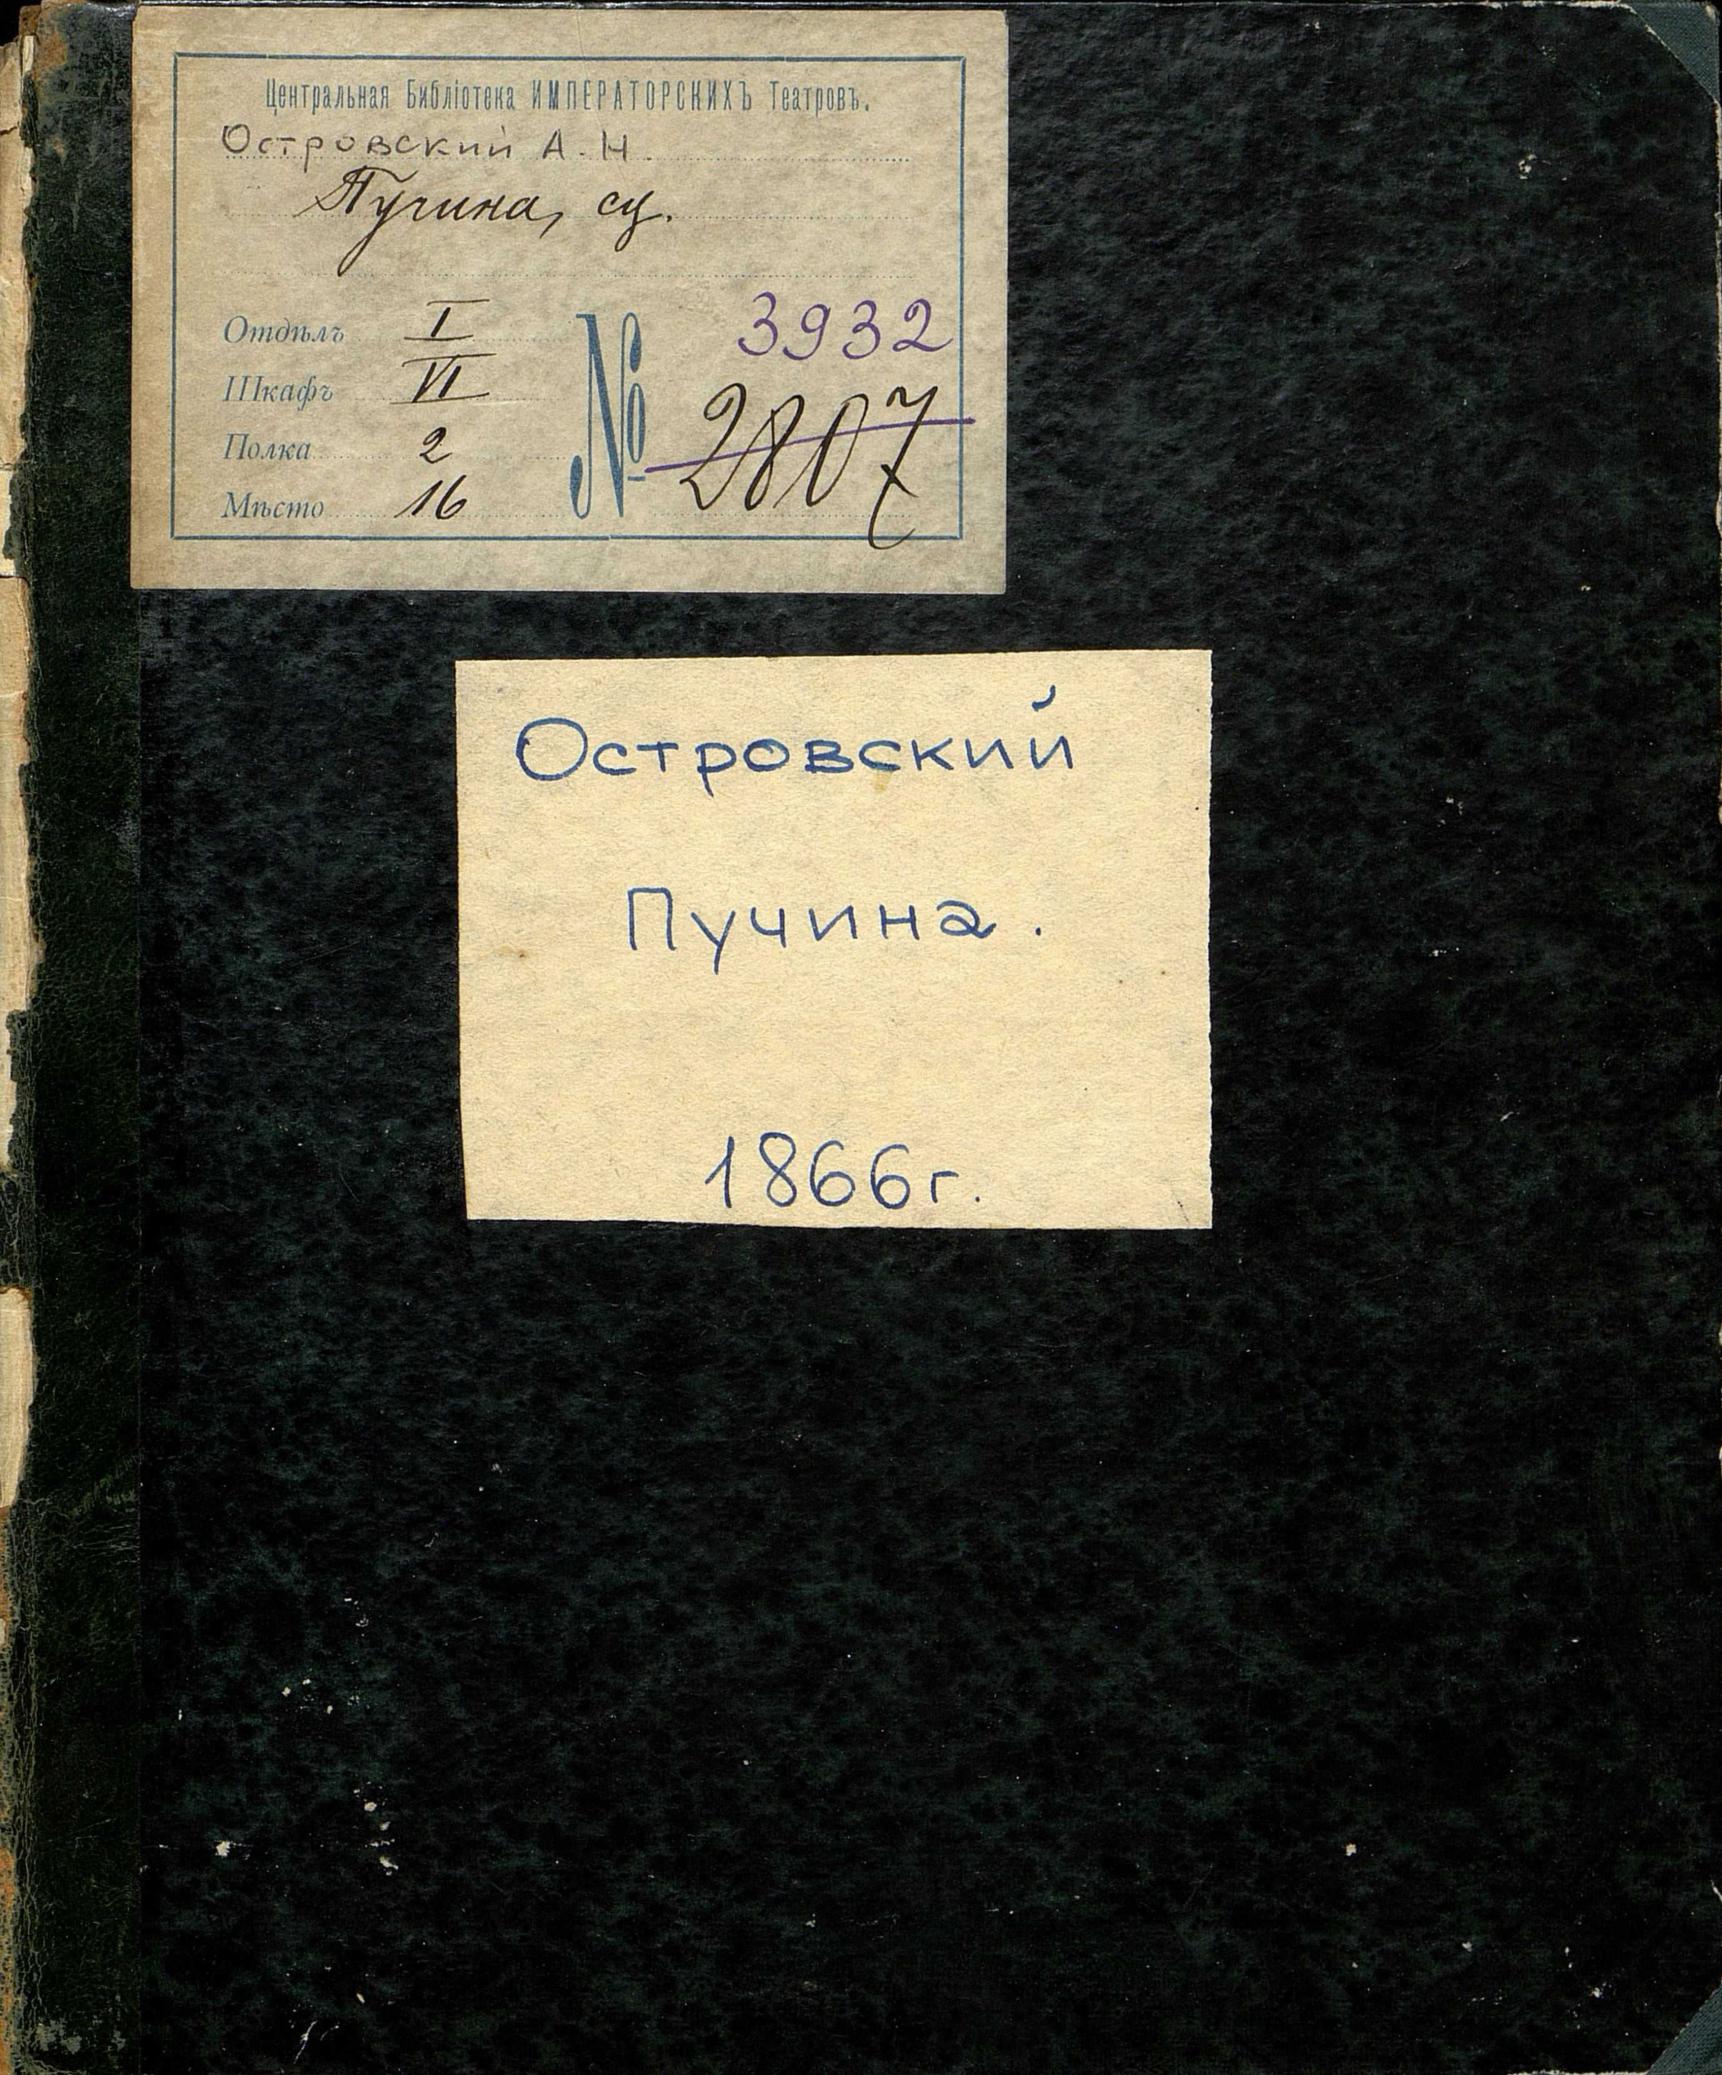 Центральная Библіотека ИМПЕРАТОРСКИХЪ Театровъ.
Островский А. Н.
Пучина, сц.
Отдѣлъ I
Шкафъ VI
Полка 2
Мѣсто 16
№ 3932
2807
Островский
Пучина.
1866г.